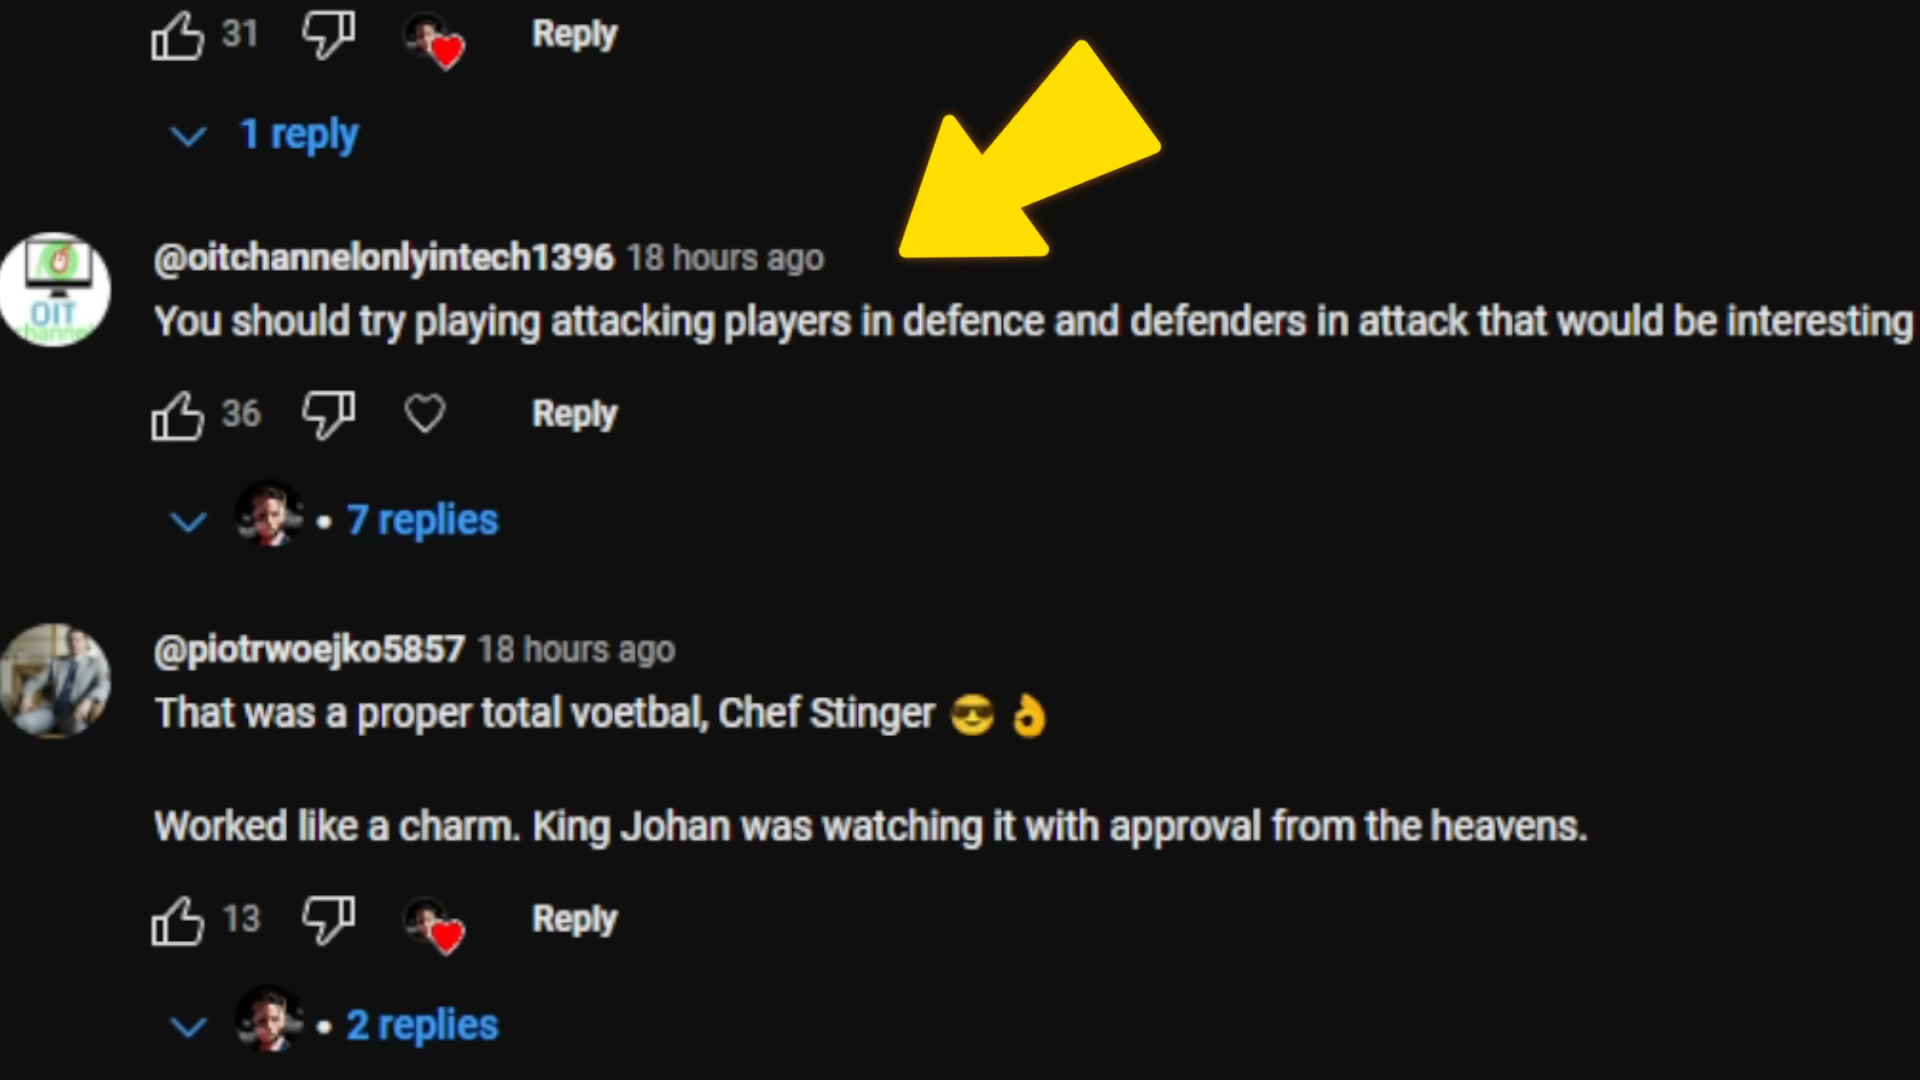 31 Reply
1 reply
OIT
channel
@oitchannelonlyintech1396 18 hours ago
You should try playing attacking players in defence and defenders in attack that would be interesting
36 Reply
• 7 replies
@piotrwoejko5857 18 hours ago
That was a proper total voetbal, Chef Stinger 😎 👌
Worked like a charm. King Johan was watching it with approval from the heavens.
13 Reply
• 2 replies